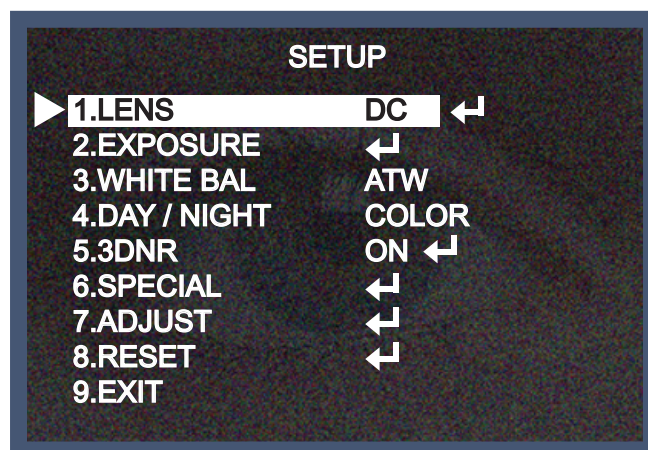 SETUP
1.LENS DC ↵
2.EXPOSURE ↵
3.WHITE BAL ATW
4.DAY / NIGHT COLOR
5.3DNR ON ↵
6.SPECIAL ↵
7.ADJUST ↵
8.RESET ↵
9.EXIT